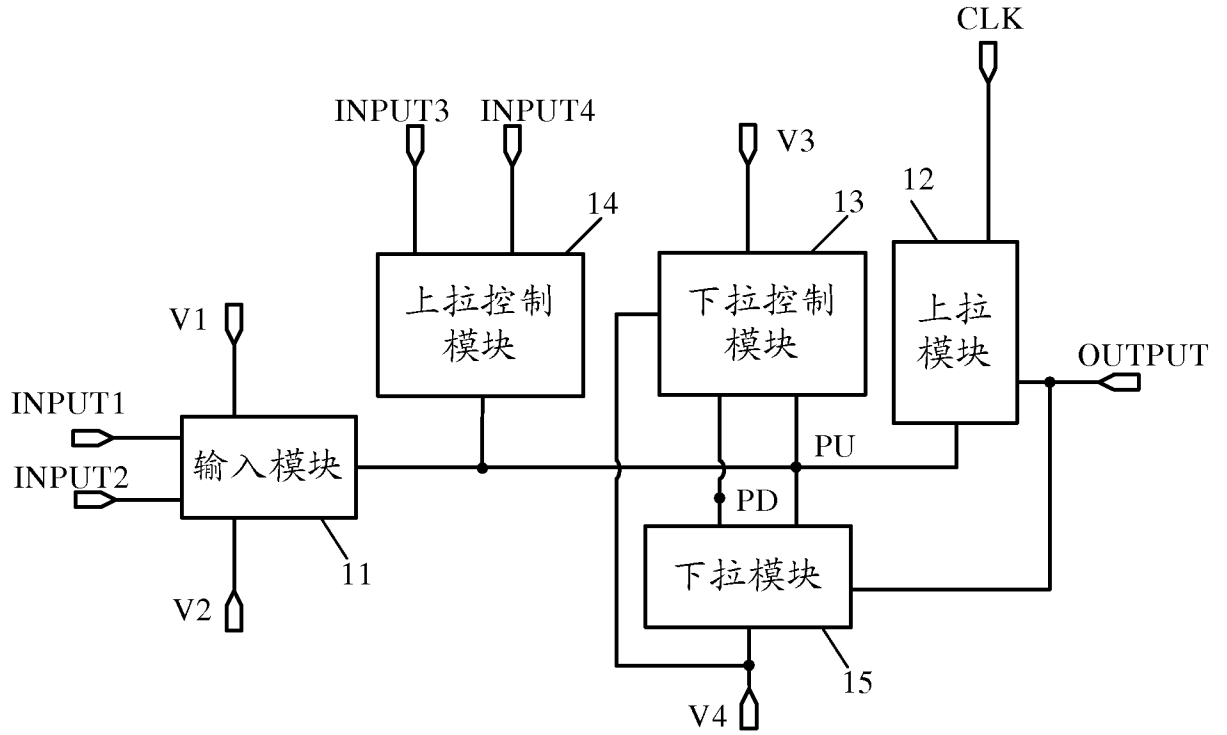 CLK
INPUT3
INPUT4
V3
12
14
13
上拉控制
模块
下拉控制
模块
上拉
模块
V1
OUTPUT
INPUT1
输入模块
PU
INPUT2
PD
11
下拉模块
V2
15
V4